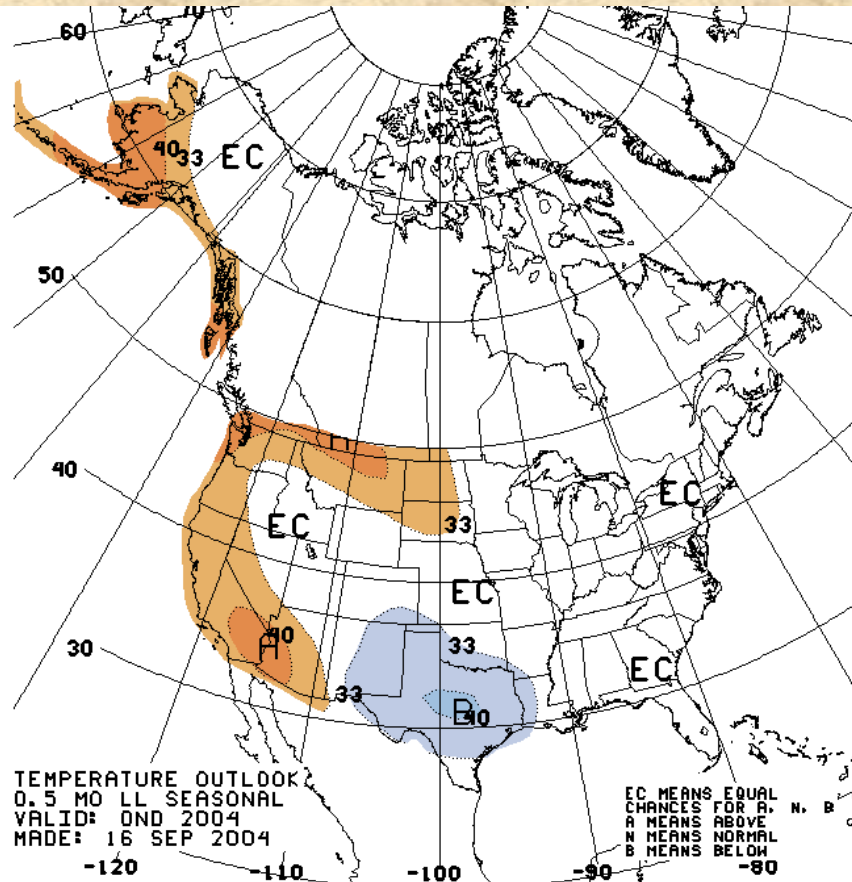 70
60
40
33
EC
50
A
40
33
EC
EC
EC
40
A
33
30
33
B
40
EC
TEMPERATURE OUTLOOK
0.5 MO LL SEASONAL
VALID: OND 2004
MADE: 16 SEP 2004
EC MEANS EQUAL
CHANCES FOR A, N, B
A MEANS ABOVE
N MEANS NORMAL
B MEANS BELOW
-120
-110
-100
-90
-80